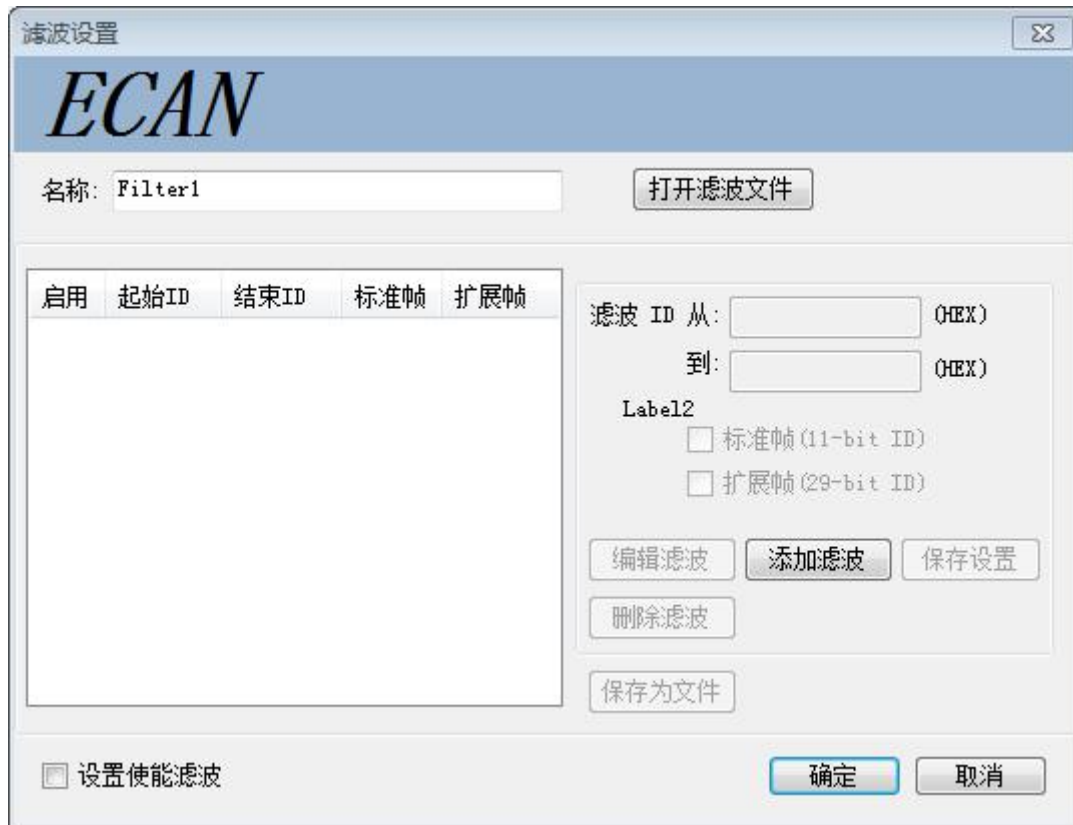 滤波设置
ECAN
名称: Filter1 打开滤波文件
启用 起始ID 结束ID 标准帧 扩展帧
滤波 ID 从: (HEX)
到: (HEX)
Label2
标准帧(11-bit ID)
扩展帧(29-bit ID)
编辑滤波 添加滤波 保存设置
删除滤波
保存为文件
设置使能滤波 确定 取消